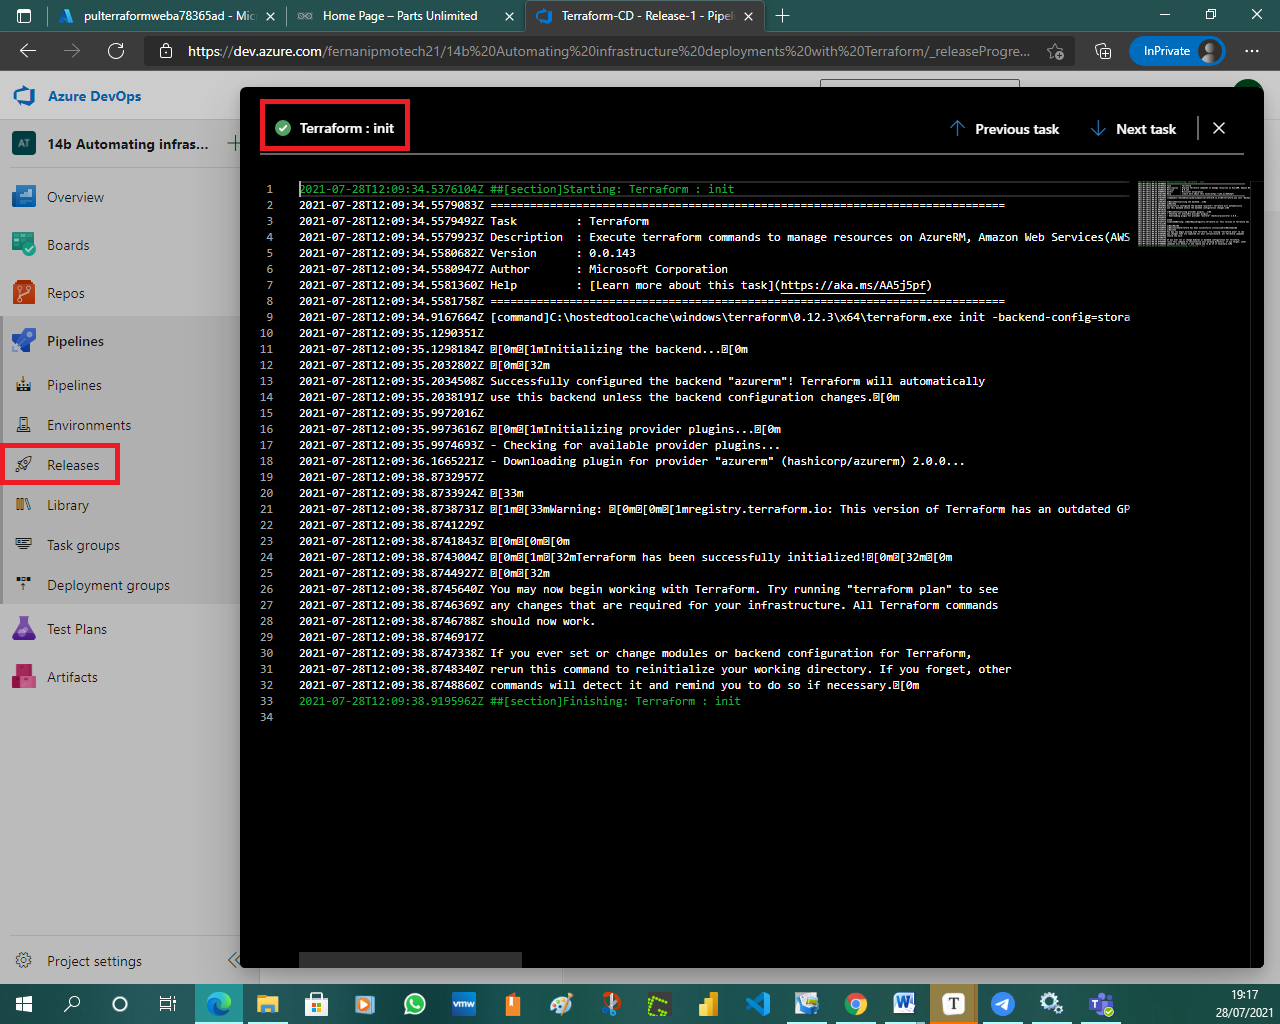 pulterraformweba78365ad - Mic
Home Page – Parts Unlimited
Terraform-CD - Release-1 - Pipel
https://dev.azure.com/fernanipmotech21/14b%20Automating%20infrastructure%20deployments%20with%20Terraform/_releaseProgre...
InPrivate
Azure DevOps
AT
14b Automating infras...
Overview
Boards
Repos
Pipelines
Pipelines
Environments
Releases
Library
Task groups
Deployment groups
Test Plans
Artifacts
Project settings
Terraform : init
Previous task
Next task
1 2021-07-28T12:09:34.5376104Z ##[section]Starting: Terraform : init
2 2021-07-28T12:09:34.5579083Z ==============================================================================
3 2021-07-28T12:09:34.5579492Z Task         : Terraform
4 2021-07-28T12:09:34.5579923Z Description  : Execute terraform commands to manage resources on AzureRM, Amazon Web Services(AWS
5 2021-07-28T12:09:34.5580682Z Version      : 0.0.143
6 2021-07-28T12:09:34.5580947Z Author       : Microsoft Corporation
7 2021-07-28T12:09:34.5581360Z Help         : [Learn more about this task](https://aka.ms/AA5j5pf)
8 2021-07-28T12:09:34.5581758Z ==============================================================================
9 2021-07-28T12:09:34.9167664Z [command]C:\hostedtoolcache\windows\terraform\0.12.3\x64\terraform.exe init -backend-config=stora
10 2021-07-28T12:09:35.1290351Z
11 2021-07-28T12:09:35.1298184Z [0m[1mInitializing the backend...[0m
12 2021-07-28T12:09:35.2032802Z [0m[32m
13 2021-07-28T12:09:35.2034508Z Successfully configured the backend "azurerm"! Terraform will automatically
14 2021-07-28T12:09:35.2038191Z use this backend unless the backend configuration changes.[0m
15 2021-07-28T12:09:35.9972016Z
16 2021-07-28T12:09:35.9973616Z [0m[1mInitializing provider plugins...[0m
17 2021-07-28T12:09:35.9974693Z - Checking for available provider plugins...
18 2021-07-28T12:09:36.1665221Z - Downloading plugin for provider "azurerm" (hashicorp/azurerm) 2.0.0...
19 2021-07-28T12:09:38.8732957Z
20 2021-07-28T12:09:38.8733924Z [33m
21 2021-07-28T12:09:38.8738731Z [1m[33mWarning: [0m[0m[1mregistry.terraform.io: This version of Terraform has an outdated GP
22 2021-07-28T12:09:38.8741229Z
23 2021-07-28T12:09:38.8741843Z [0m[0m[0m
24 2021-07-28T12:09:38.8743004Z [0m[1m[32mTerraform has been successfully initialized![0m[32m[0m
25 2021-07-28T12:09:38.8744927Z [0m[32m
26 2021-07-28T12:09:38.8745640Z You may now begin working with Terraform. Try running "terraform plan" to see
27 2021-07-28T12:09:38.8746369Z any changes that are required for your infrastructure. All Terraform commands
28 2021-07-28T12:09:38.8746788Z should now work.
29 2021-07-28T12:09:38.8746917Z
30 2021-07-28T12:09:38.8747338Z If you ever set or change modules or backend configuration for Terraform,
31 2021-07-28T12:09:38.8748340Z rerun this command to reinitialize your working directory. If you forget, other
32 2021-07-28T12:09:38.8748860Z commands will detect it and remind you to do so if necessary.[0m
33 2021-07-28T12:09:38.9195962Z ##[section]Finishing: Terraform : init
34
vmw
T
19:17
28/07/2021